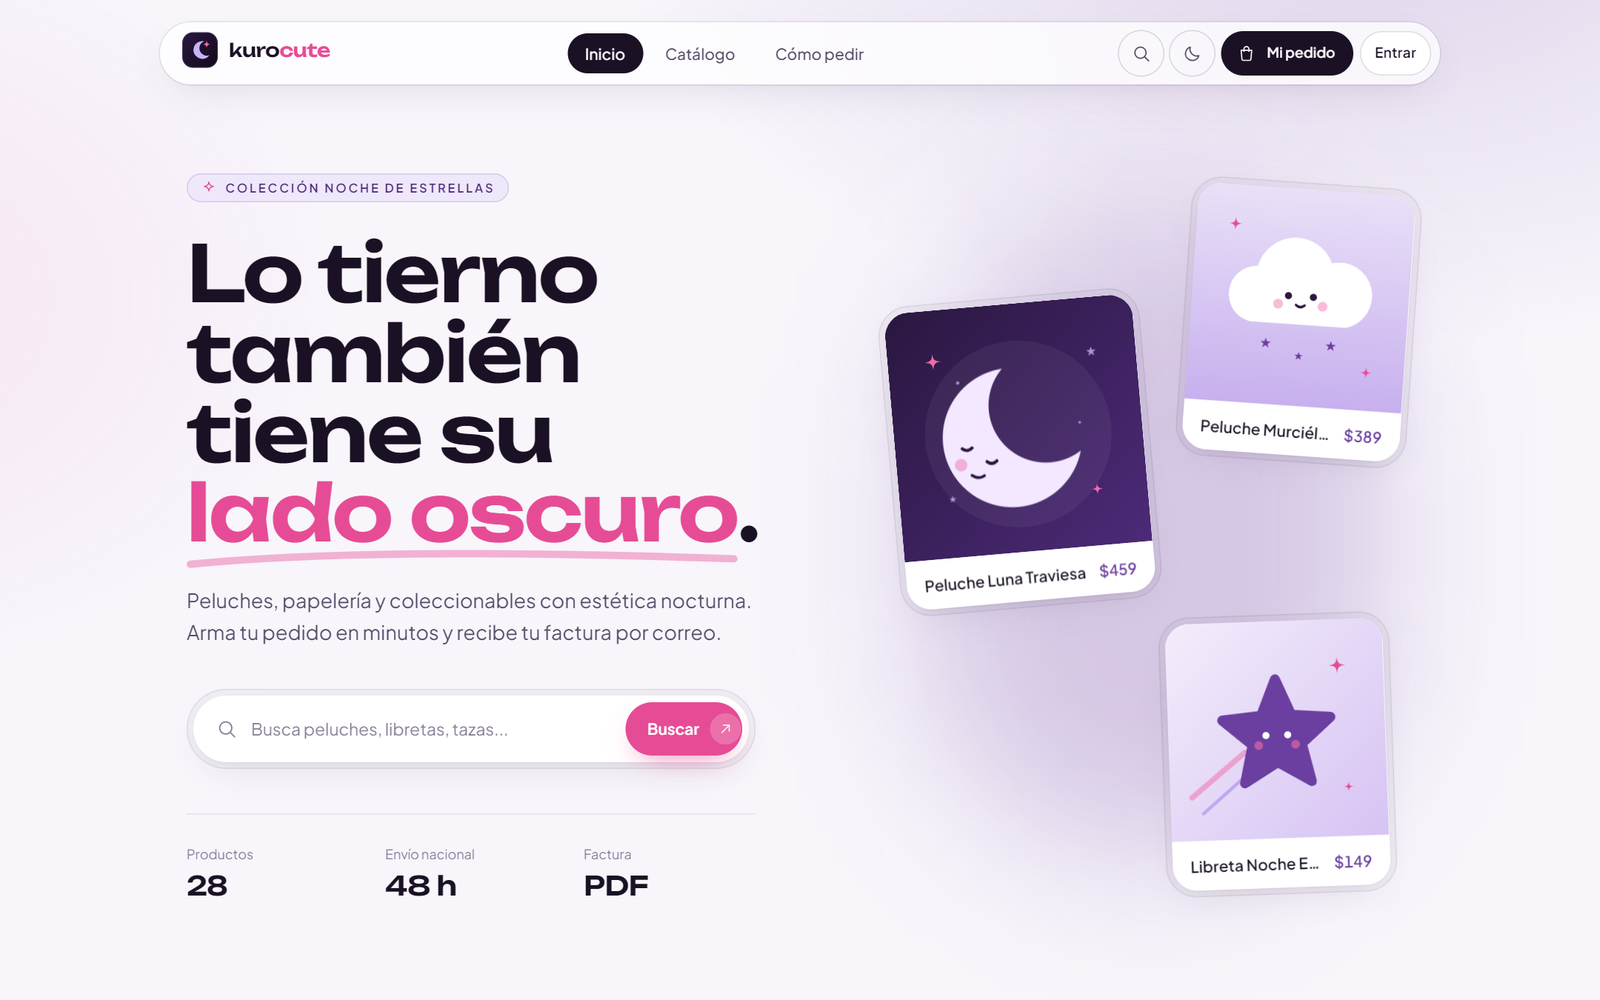 kurocute
Inicio
Catálogo
Cómo pedir
Mi pedido
Entrar
COLECCIÓN NOCHE DE ESTRELLAS
Lo tierno
también
tiene su
lado oscuro.
Peluches, papelería y coleccionables con estética nocturna.
Arma tu pedido en minutos y recibe tu factura por correo.
Busca peluches, libretas, tazas...
Buscar
Productos
28
Envío nacional
48 h
Factura
PDF
Peluche Luna Traviesa $459
Peluche Murciél... $389
Libreta Noche E... $149